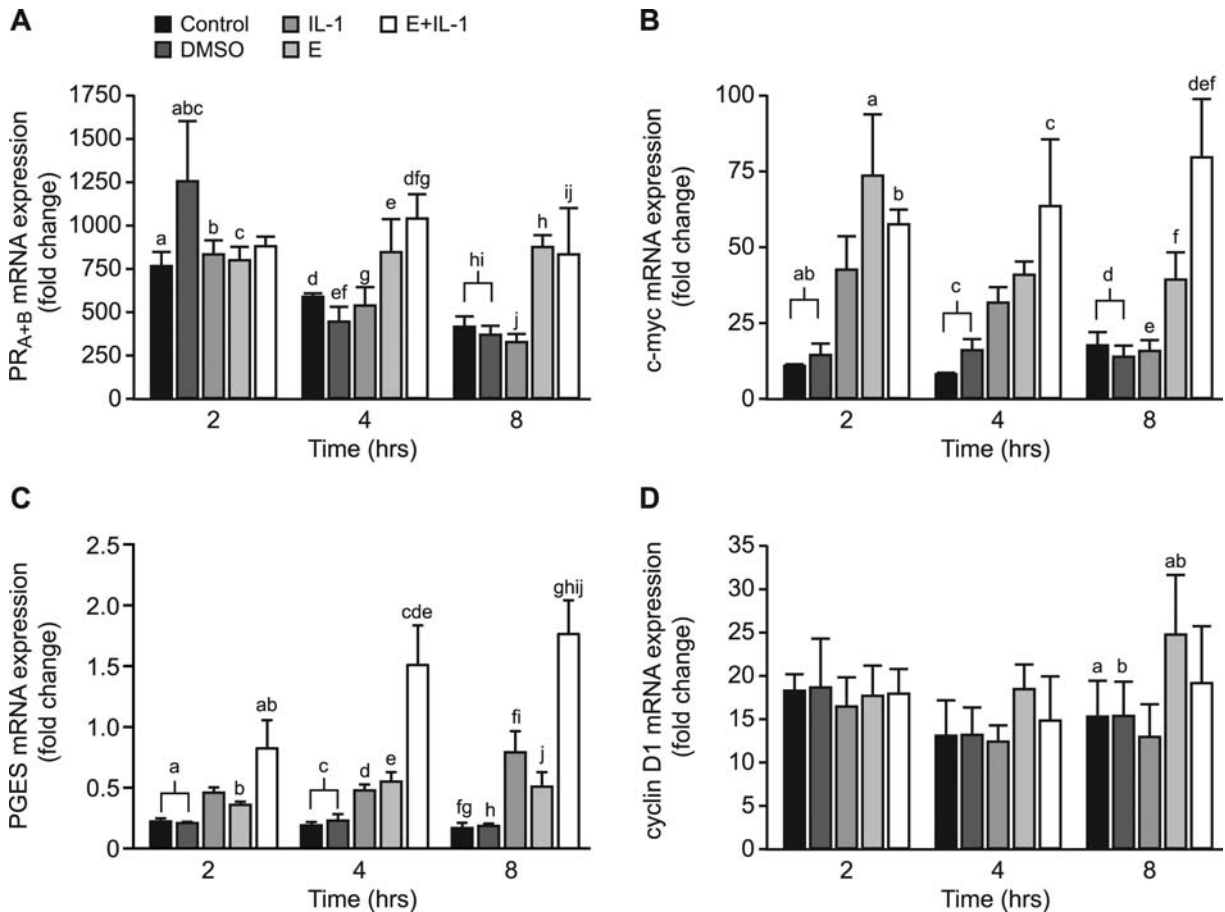 A
Control
IL-1
E+IL-1
DMSO
E
PRA+B mRNA expression
(fold change)
1750
1500
1250
1000
750
500
250
0
abc
a
b
c
d
ef
g
e
dfg
hi
j
h
ij
2
4
8
Time (hrs)
B
c-myc mRNA expression
(fold change)
100
75
50
25
0
ab
a
b
c
c
d
e
f
def
2
4
8
Time (hrs)
C
PGES mRNA expression
(fold change)
2.5
2.0
1.5
1.0
0.5
0
a
b
ab
c
d
e
cde
fg
h
fi
j
ghij
2
4
8
Time (hrs)
D
cyclin D1 mRNA expression
(fold change)
35
30
25
20
15
10
5
0
a
b
ab
2
4
8
Time (hrs)